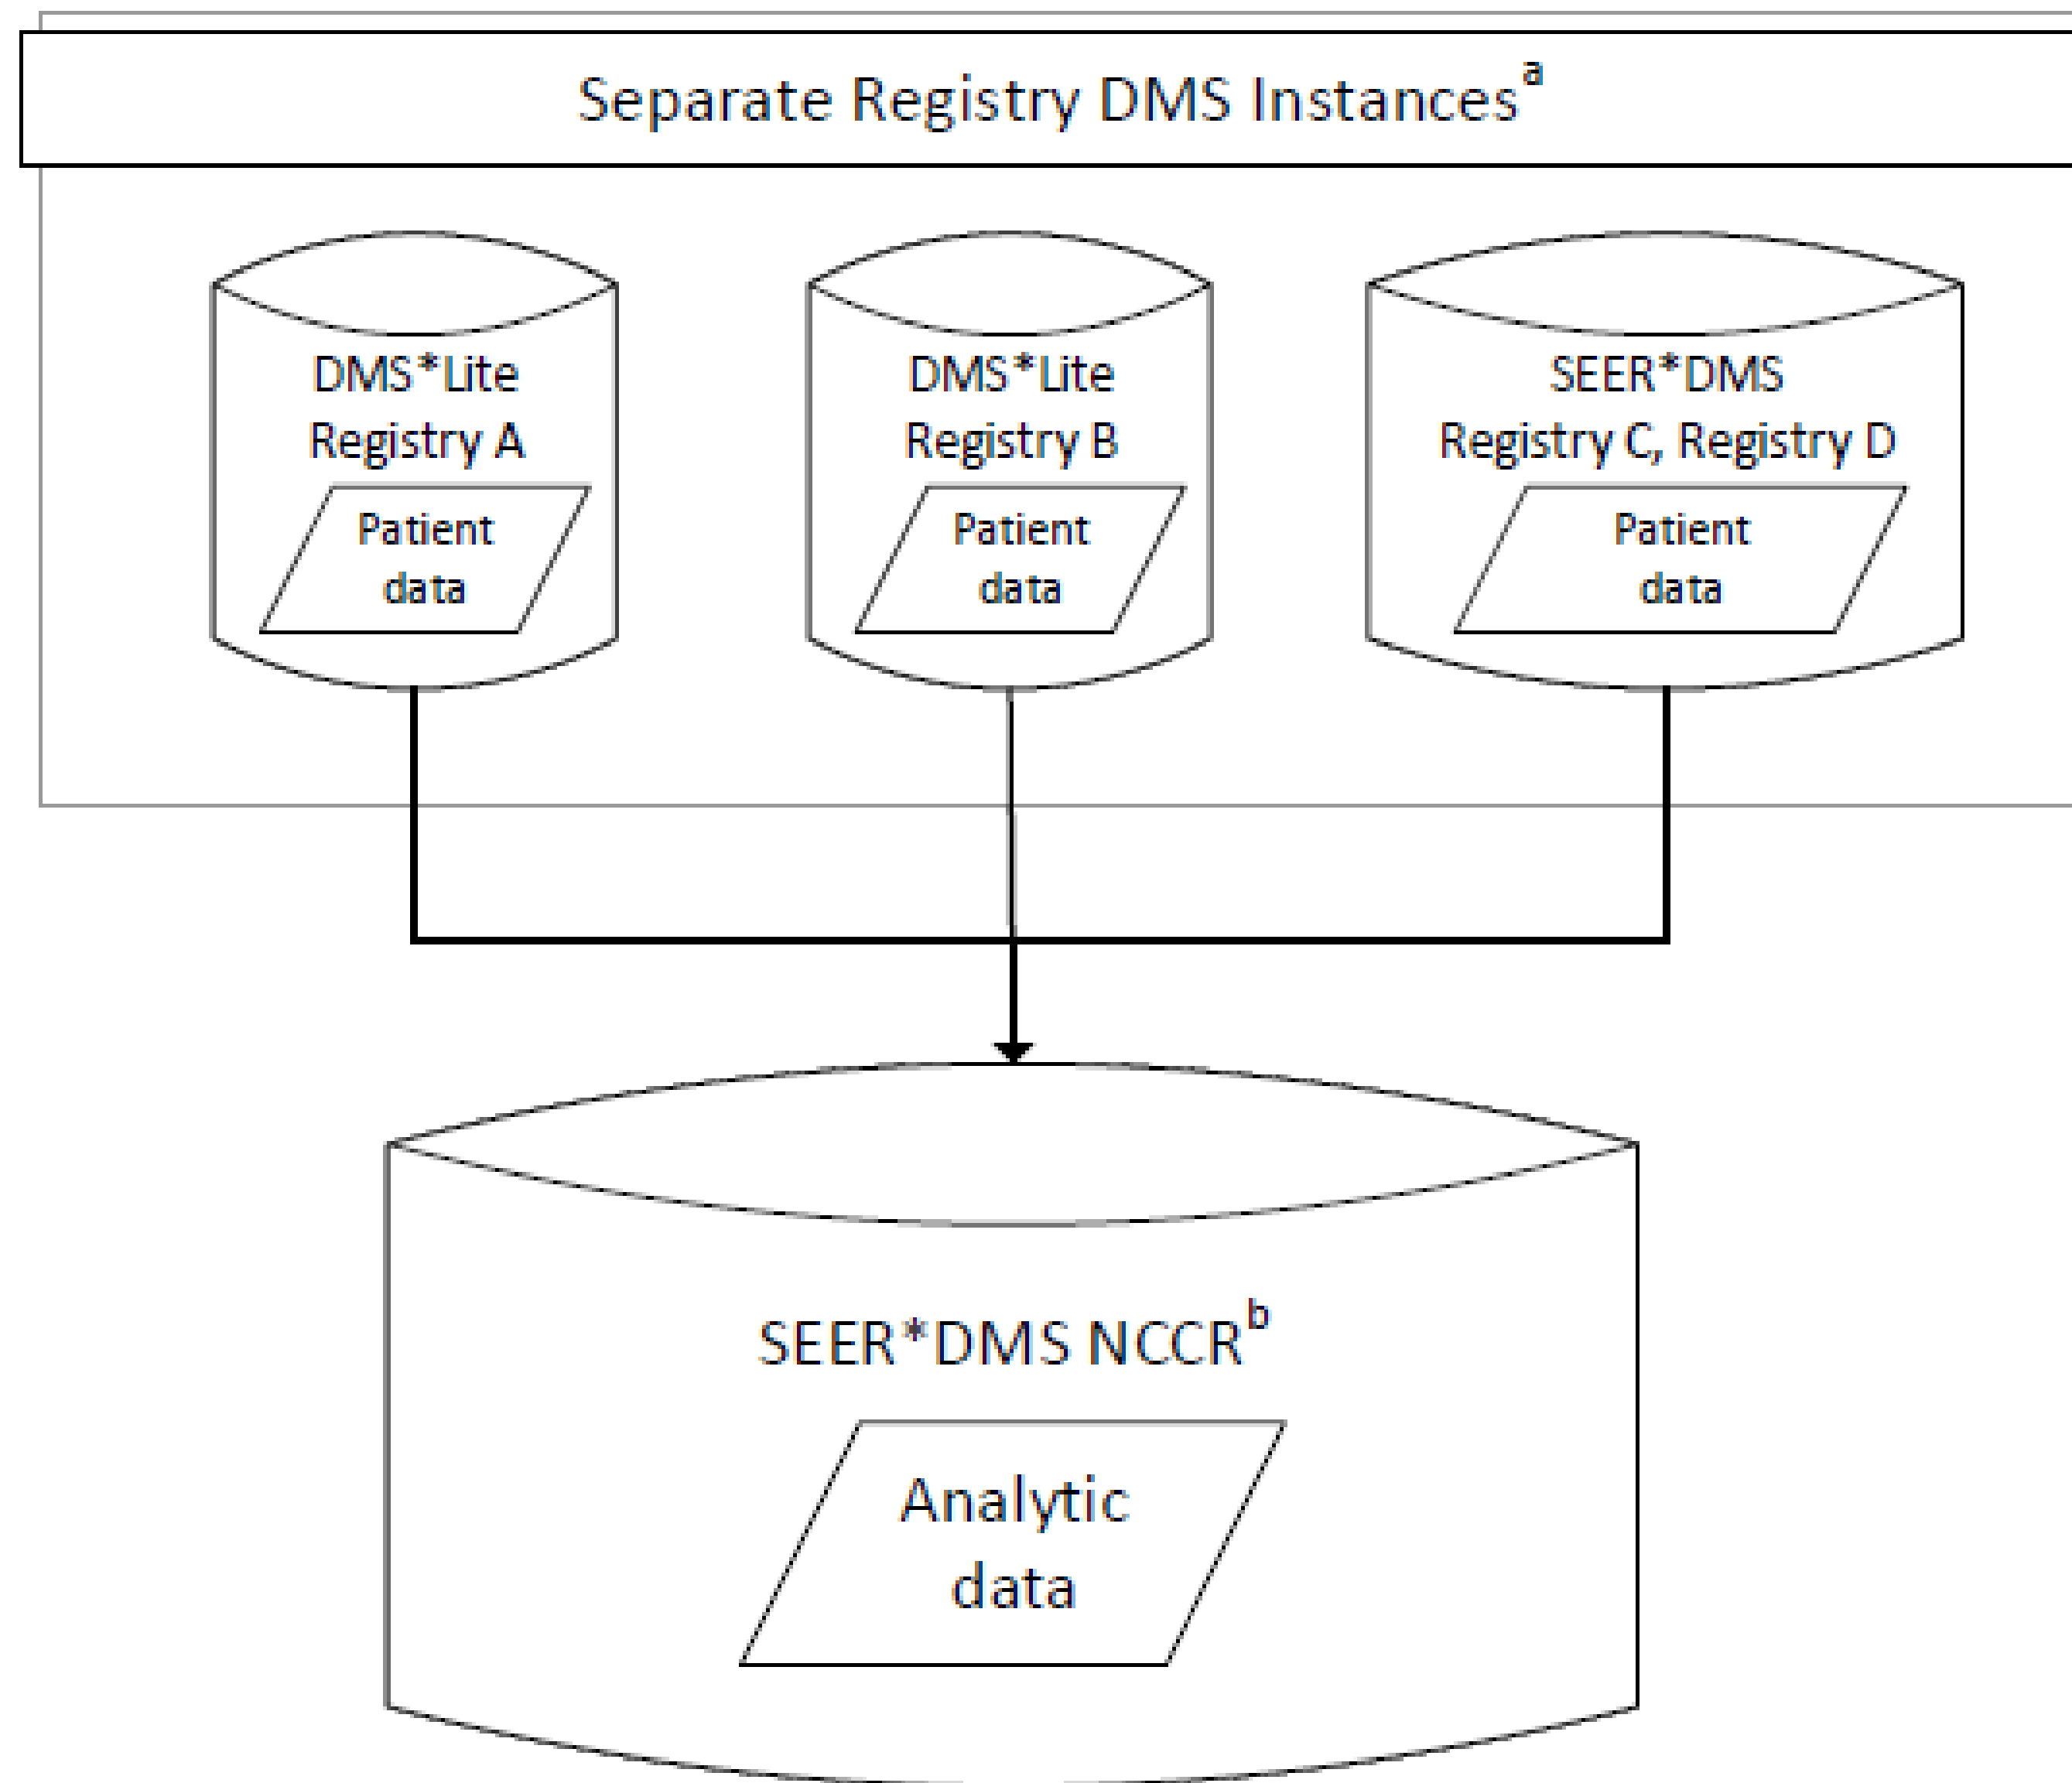 Separate Registry DMS Instancesᵃ
DMS*Lite
Registry A
Patient
data
DMS*Lite
Registry B
Patient
data
SEER*DMS
Registry C, Registry D
Patient
data
SEER*DMS NCCRᵇ
Analytic
data